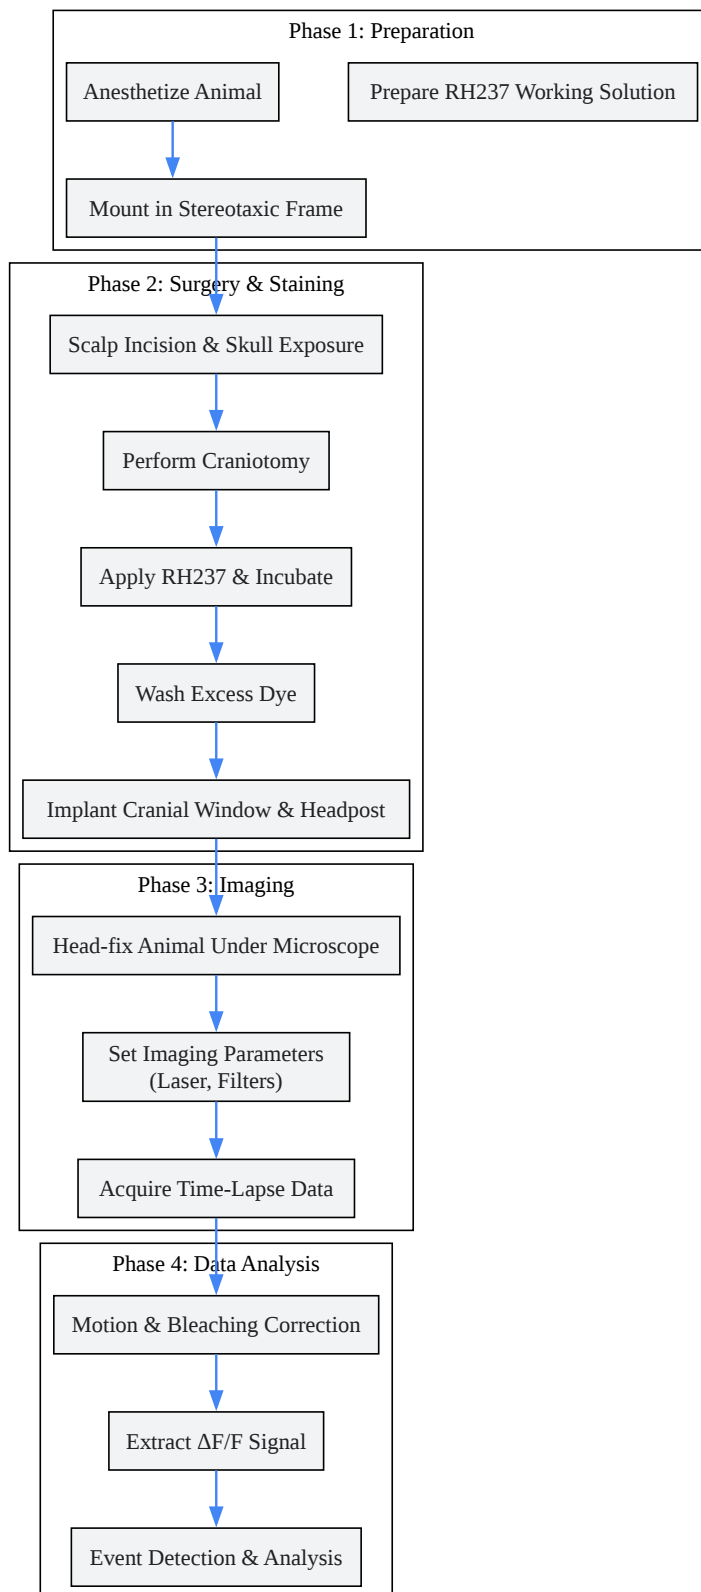 Phase 1: Preparation
Anesthetize Animal
Prepare RH237 Working Solution
Mount in Stereotaxic Frame
Phase 2: Surgery & Staining
Scalp Incision & Skull Exposure
Perform Craniotomy
Apply RH237 & Incubate
Wash Excess Dye
Implant Cranial Window & Headpost
Phase 3: Imaging
Head-fix Animal Under Microscope
Set Imaging Parameters
(Laser, Filters)
Acquire Time-Lapse Data
Phase 4: Data Analysis
Motion & Bleaching Correction
Extract ΔF/F Signal
Event Detection & Analysis